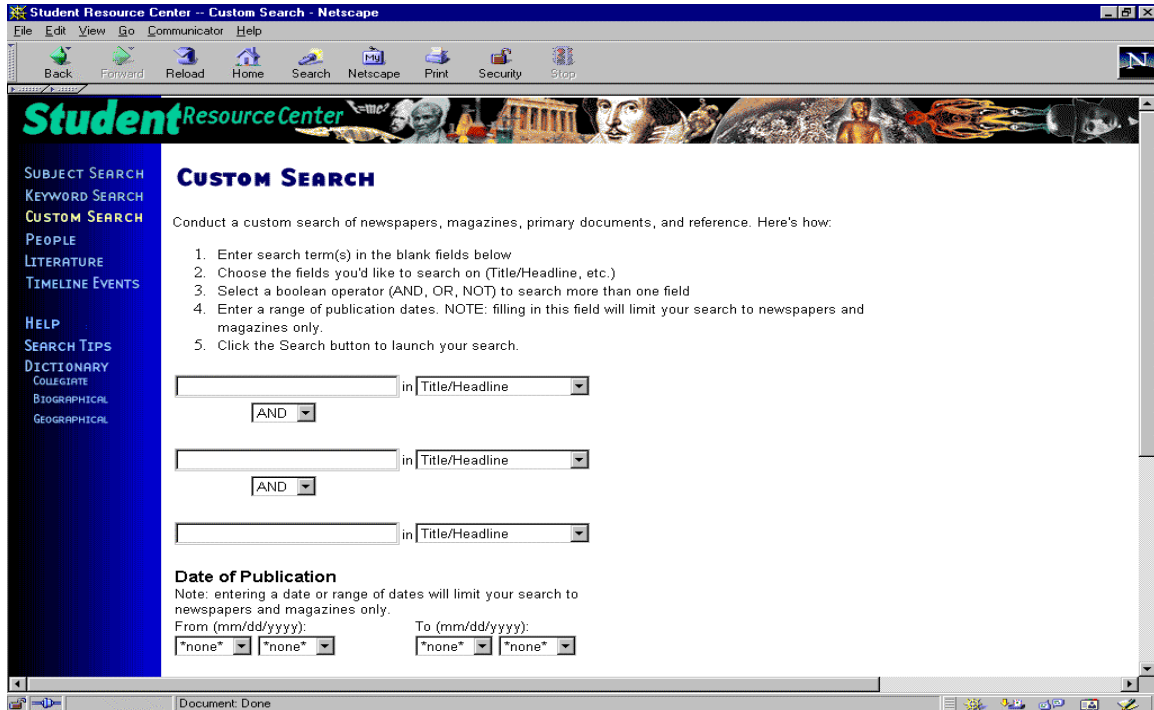 Student Resource Center -- Custom Search - Netscape
File Edit View Go Communicator Help
My
Back Forward Reload Home Search Netscape Print Security Stop
N
Student Resource Center
=mc²
SUBJECT SEARCH
KEYWORD SEARCH
CUSTOM SEARCH
PEOPLE
LITERATURE
TIMELINE EVENTS
HELP
SEARCH TIPS
DICTIONARY
COLLEGIATE
BIOGRAPHICAL
GEOGRAPHICAL
CUSTOM SEARCH
Conduct a custom search of newspapers, magazines, primary documents, and reference. Here's how:
1. Enter search term(s) in the blank fields below
2. Choose the fields you'd like to search on (Title/Headline, etc.)
3. Select a boolean operator (AND, OR, NOT) to search more than one field
4. Enter a range of publication dates. NOTE: filling in this field will limit your search to newspapers and
magazines only.
5. Click the Search button to launch your search.
in Title/Headline
AND
in Title/Headline
AND
in Title/Headline
Date of Publication
Note: entering a date or range of dates will limit your search to
newspapers and magazines only.
From (mm/dd/yyyy): To (mm/dd/yyyy):
*none* *none* *none* *none*
Document: Done